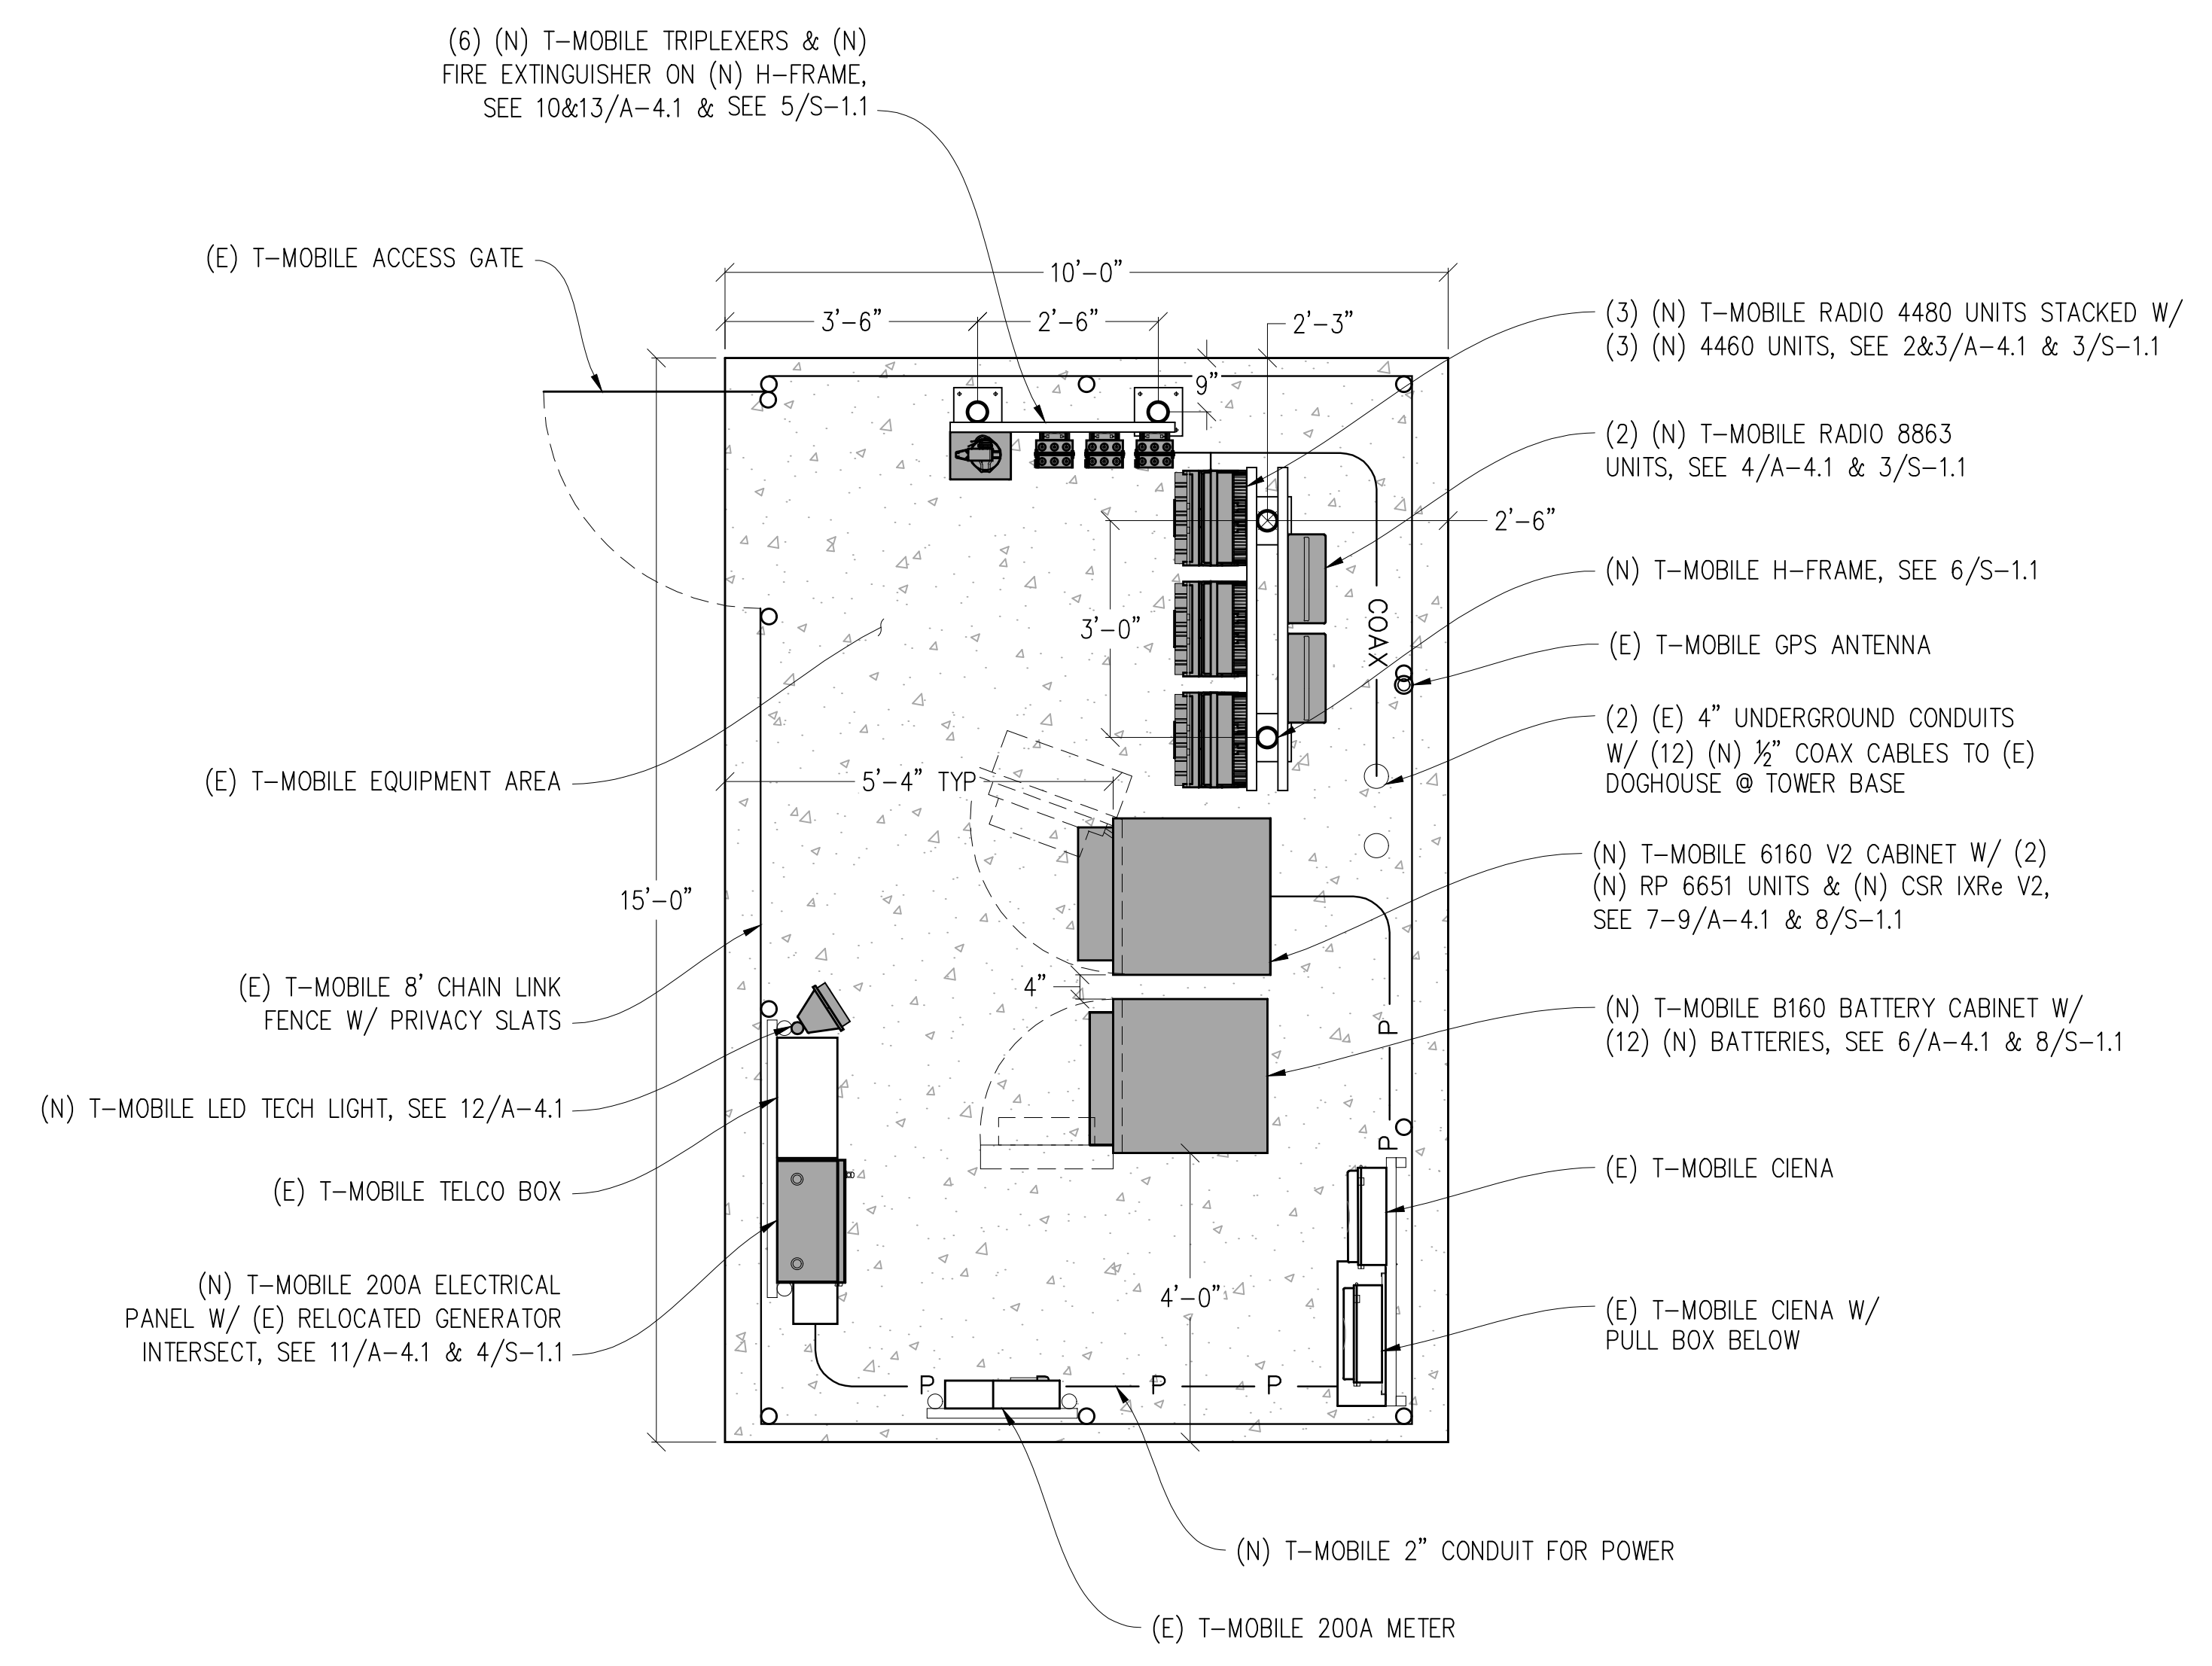 (6) (N) T-MOBILE TRIPLEXERS & (N)
FIRE EXTINGUISHER ON (N) H-FRAME,
SEE 10&13/A-4.1 & SEE 5/S-1.1
(E) T-MOBILE ACCESS GATE
10'-0"
3'-6"
2'-6"
2'-3"
9"
(3) (N) T-MOBILE RADIO 4480 UNITS STACKED W/
(3) (N) 4460 UNITS, SEE 2&3/A-4.1 & 3/S-1.1
(2) (N) T-MOBILE RADIO 8863
UNITS, SEE 4/A-4.1 & 3/S-1.1
2'-6"
(N) T-MOBILE H-FRAME, SEE 6/S-1.1
3'-0"
COAX
(E) T-MOBILE GPS ANTENNA
(2) (E) 4" UNDERGROUND CONDUITS
W/ (12) (N) ½" COAX CABLES TO (E)
DOGHOUSE @ TOWER BASE
(E) T-MOBILE EQUIPMENT AREA
5'-4" TYP
15'-0"
(N) T-MOBILE 6160 V2 CABINET W/ (2)
(N) RP 6651 UNITS & (N) CSR IXRe V2,
SEE 7-9/A-4.1 & 8/S-1.1
(E) T-MOBILE 8' CHAIN LINK
FENCE W/ PRIVACY SLATS
4"
P
(N) T-MOBILE B160 BATTERY CABINET W/
(12) (N) BATTERIES, SEE 6/A-4.1 & 8/S-1.1
(N) T-MOBILE LED TECH LIGHT, SEE 12/A-4.1
P
(E) T-MOBILE CIENA
(E) T-MOBILE TELCO BOX
(N) T-MOBILE 200A ELECTRICAL
PANEL W/ (E) RELOCATED GENERATOR
INTERSECT, SEE 11/A-4.1 & 4/S-1.1
4'-0"
(E) T-MOBILE CIENA W/
PULL BOX BELOW
P P P P
(N) T-MOBILE 2" CONDUIT FOR POWER
(E) T-MOBILE 200A METER